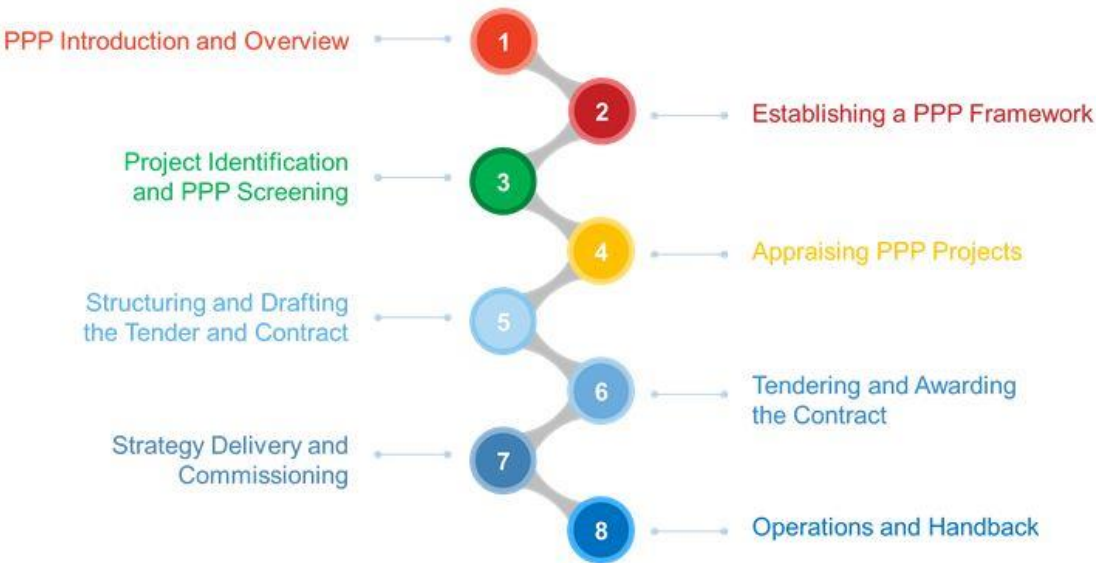 PPP Introduction and Overview
1
2
Establishing a PPP Framework
Project Identification
and PPP Screening
3
4
Appraising PPP Projects
Structuring and Drafting
the Tender and Contract
5
6
Tendering and Awarding
the Contract
Strategy Delivery and
Commissioning
7
8
Operations and Handback